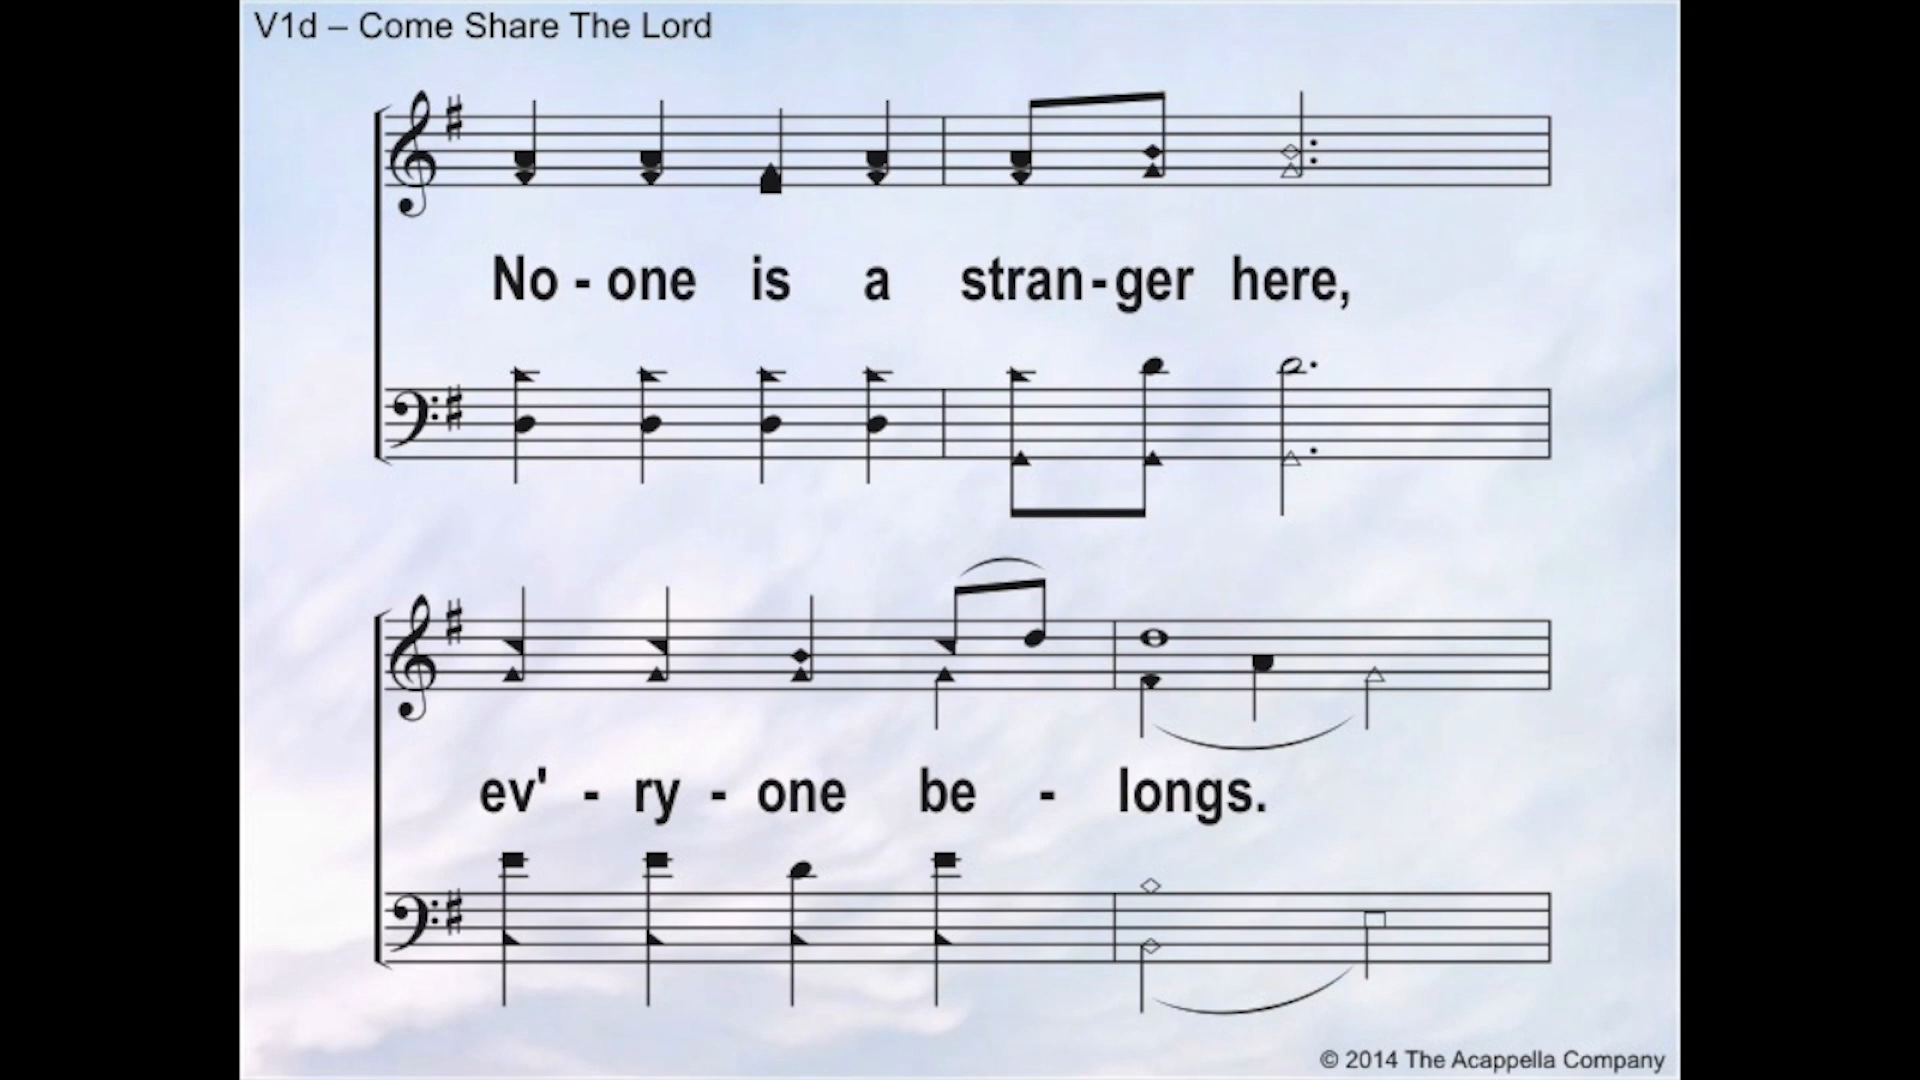 V1d – Come Share The Lord
No - one is a stran - ger here,
ev' - ry - one be - longs.
© 2014 The Acappella Company